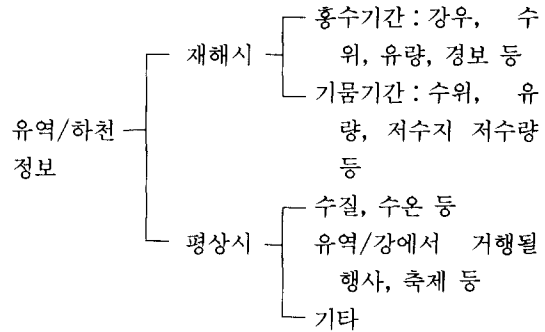 홍수기간 : 강우, 수
위, 유량, 경보 등
재해시
기뭄기간 : 수위, 유
량, 저수지 저수량
등
유역/하천
정보
수질, 수온 등
평상시
유역/강에서 거행될
행사, 축제 등
기타